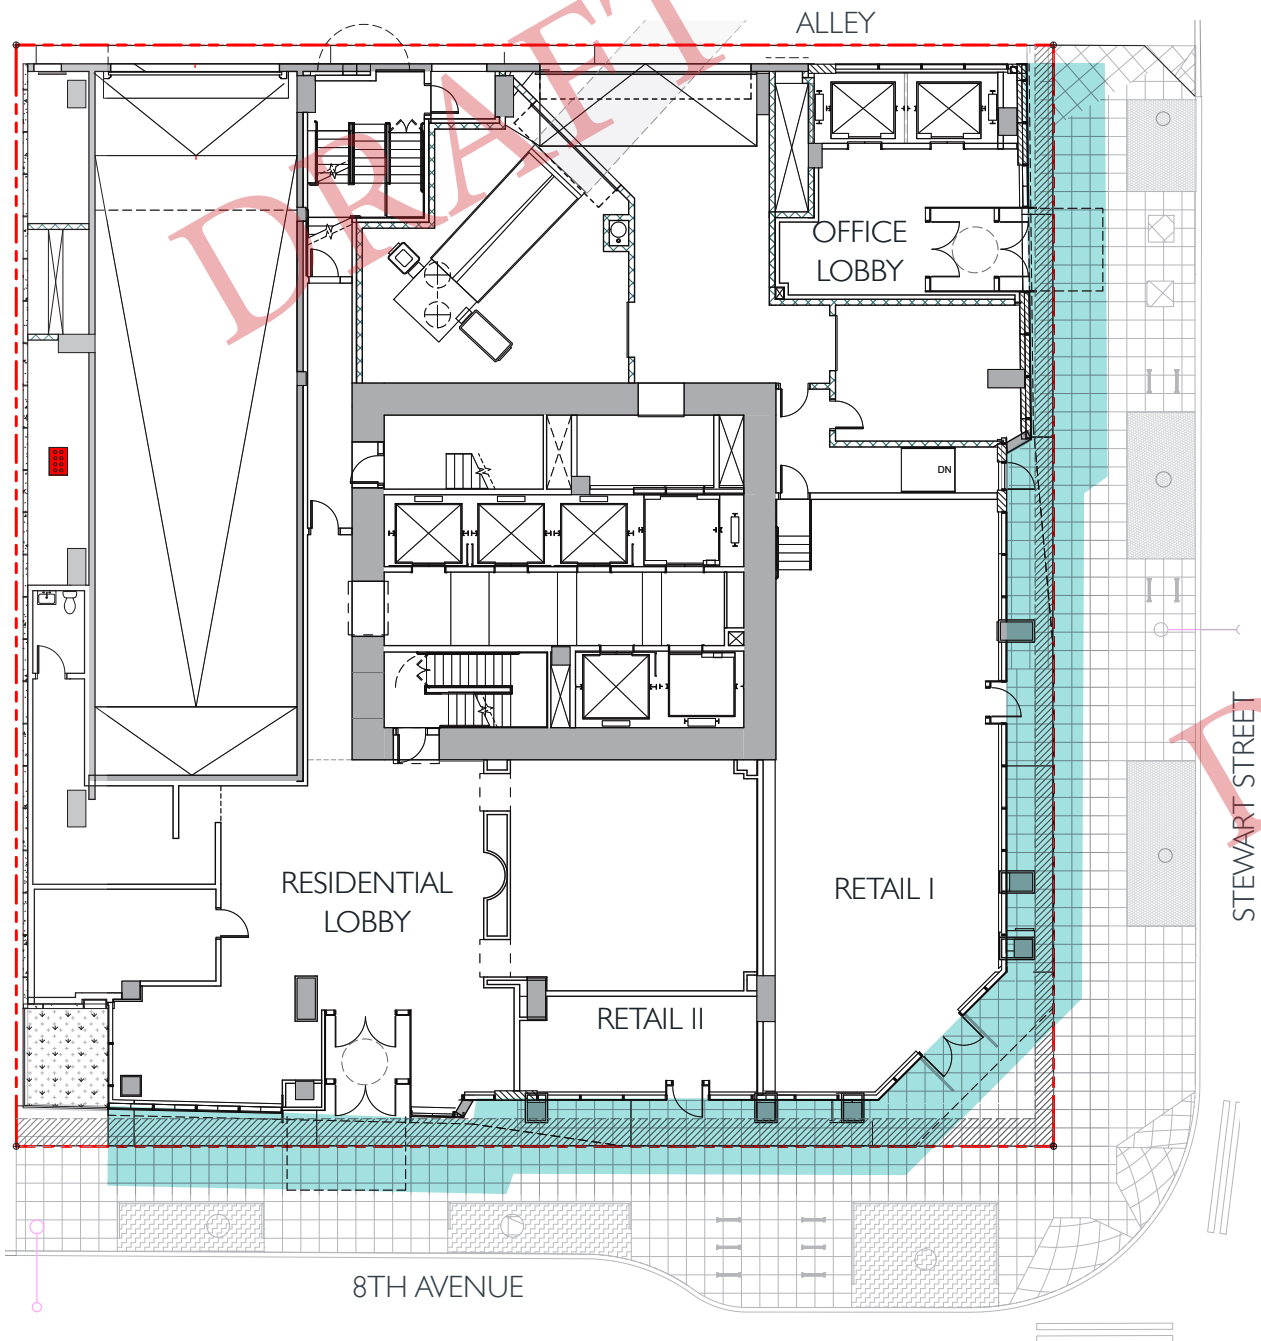 ALLEY
DRAFT
OFFICE
LOBBY
DN
STEWART STREET
RESIDENTIAL
LOBBY
RETAIL I
RETAIL II
8TH AVENUE